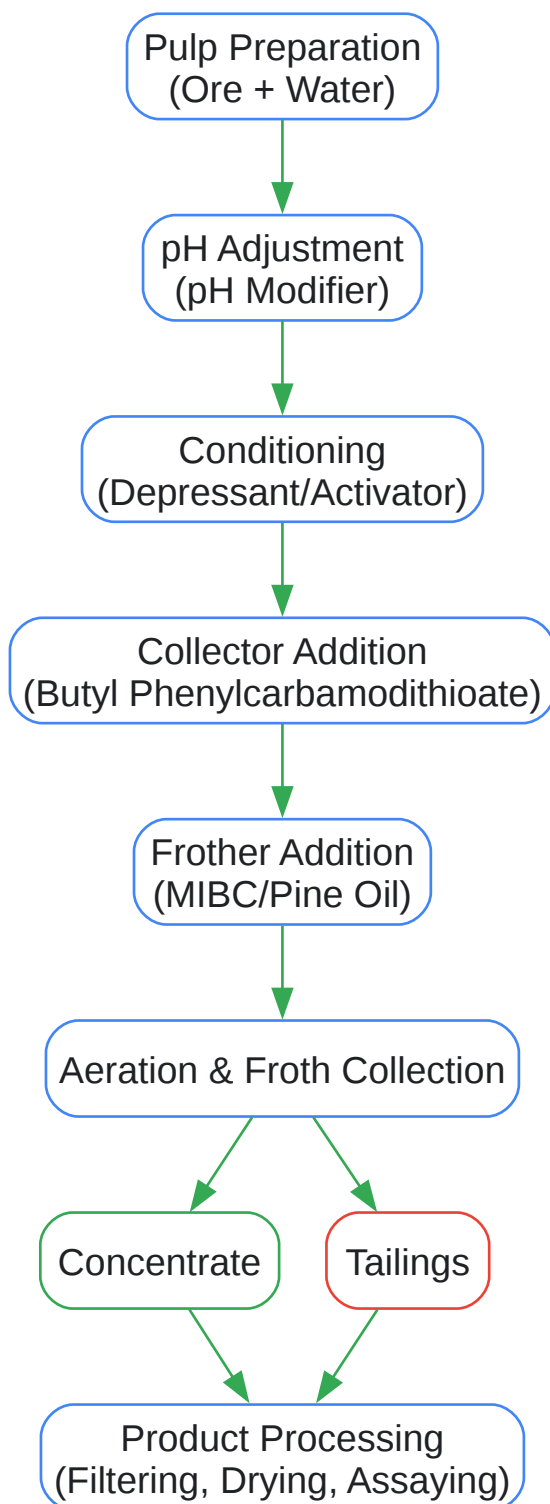 Pulp Preparation
(Ore + Water)
pH Adjustment
(pH Modifier)
Conditioning
(Depressant/Activator)
Collector Addition
(Butyl Phenylcarbamodithioate)
Frother Addition
(MIBC/Pine Oil)
Aeration & Froth Collection
Concentrate
Tailings
Product Processing
(Filtering, Drying, Assaying)